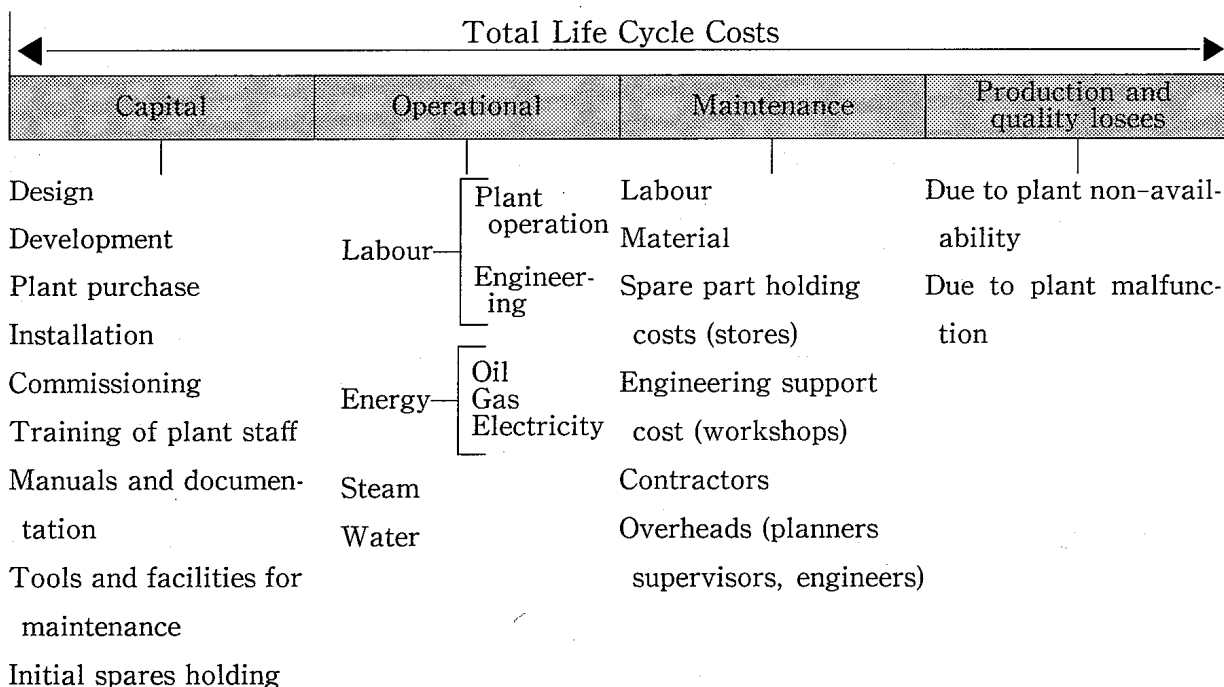 Total Life Cycle Costs
Capital
Operational
Maintenance
Production and
quality losees
Design
Development
Plant purchase
Installation
Commissioning
Training of plant staff
Manuals and documen-
tation
Tools and facilities for
maintenance
Initial spares holding
Labour
Plant
operation
Engineer-
ing
Energy
Oil
Gas
Electricity
Steam
Water
Labour
Material
Spare part holding
costs (stores)
Engineering support
cost (workshops)
Contractors
Overheads (planners
supervisors, engineers)
Due to plant non-avail-
ability
Due to plant malfunc-
tion